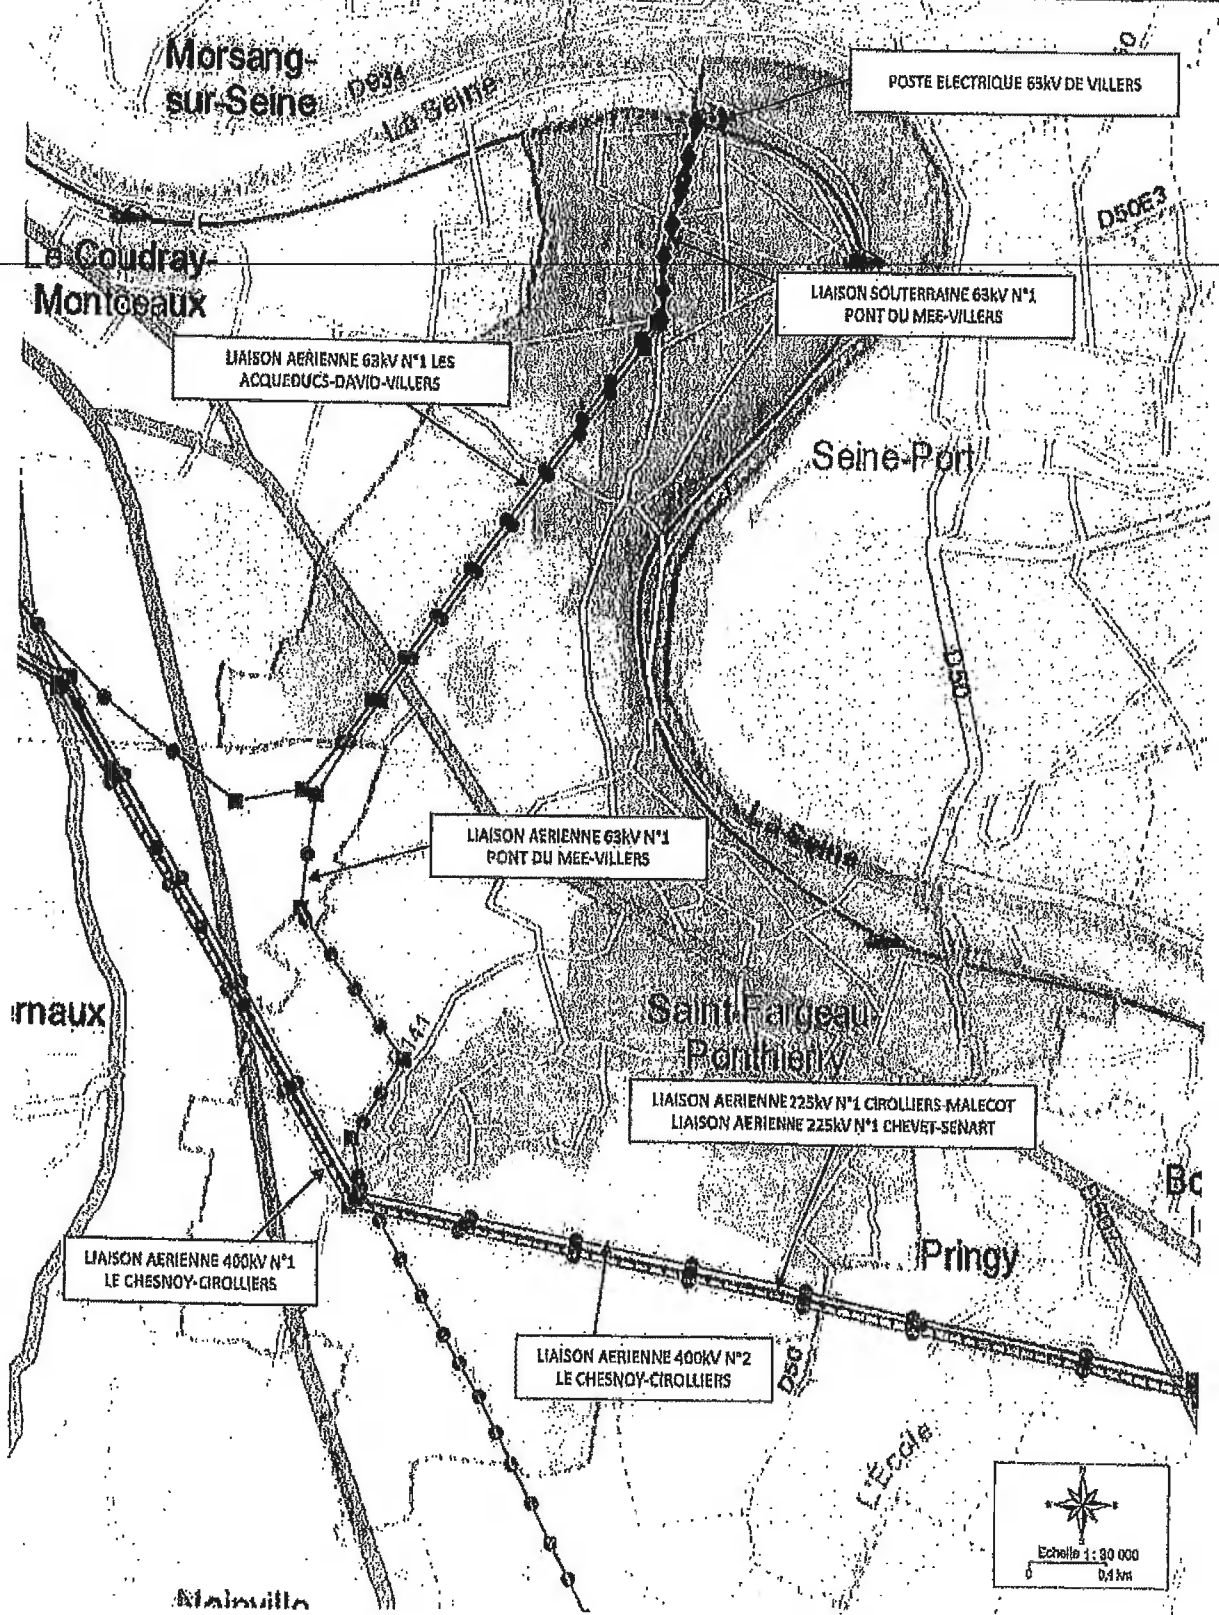 Morsang-
sur-Seine
D934
La Seine
POSTE ELECTRIQUE 63kV DE VILLERS
D50E3
Le Coudray-
Montceaux
LIAISON SOUTERRAINE 63kV N°1
PONT DU MEE-VILLERS
LIAISON AERIENNE 63kV N°1 LES
ACQUEDUCS-DAVID-VILLERS
Seine-Port
D50
La Seine
LIAISON AERIENNE 63kV N°1
PONT DU MEE-VILLERS
rnaux
Saint-Fargeau-
Ponthierry
LIAISON AERIENNE 225kV N°1 CIROLLIERS-MALECOT
LIAISON AERIENNE 225kV N°1 CHEVET-SENART
Bo
LIAISON AERIENNE 400kV N°1
LE CHESNOY-CIROLLIERS
Pringy
LIAISON AERIENNE 400kV N°2
LE CHESNOY-CIROLLIERS
D50
L'École
Echelle 1 : 30 000
0
0,4 km